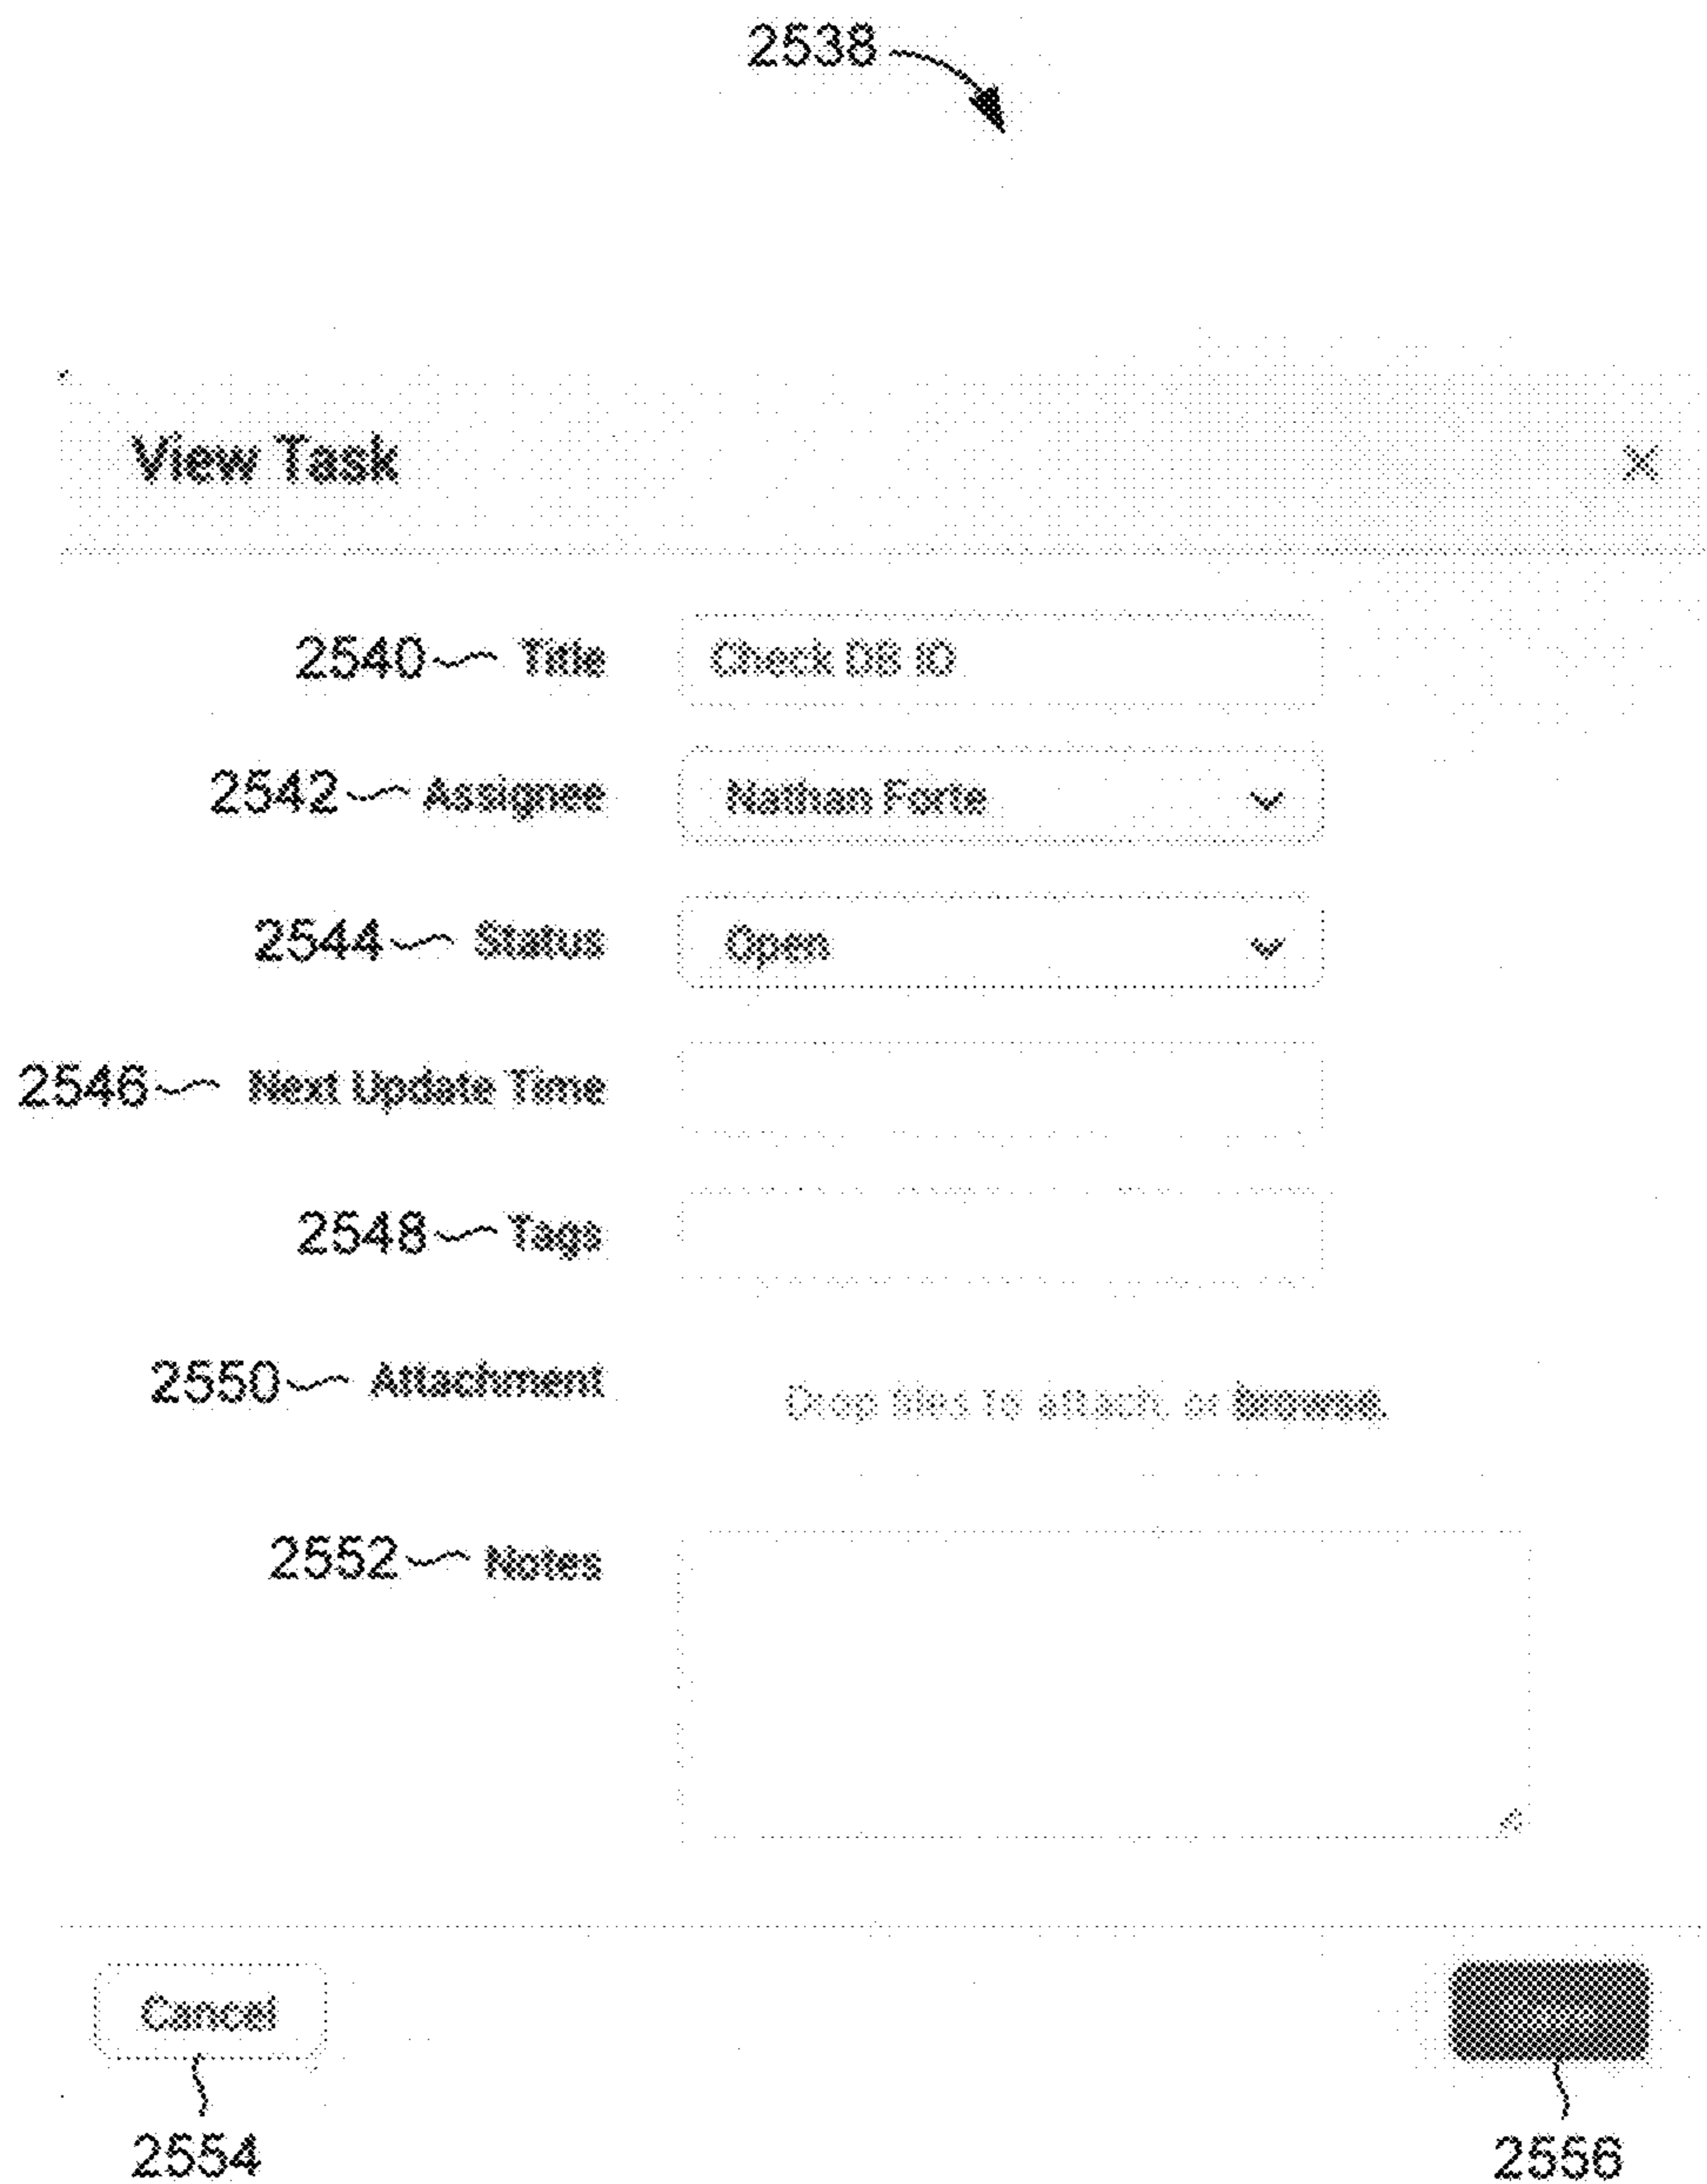 2538
View Task ×
2540 Title Check DB ID
2542 Assignee Nathan Forte
2544 Status Open
2546 Next Update Time
2548 Tags
2550 Attachment Drop files to attach, or browse.
2552 Notes
Cancel
2554 2556